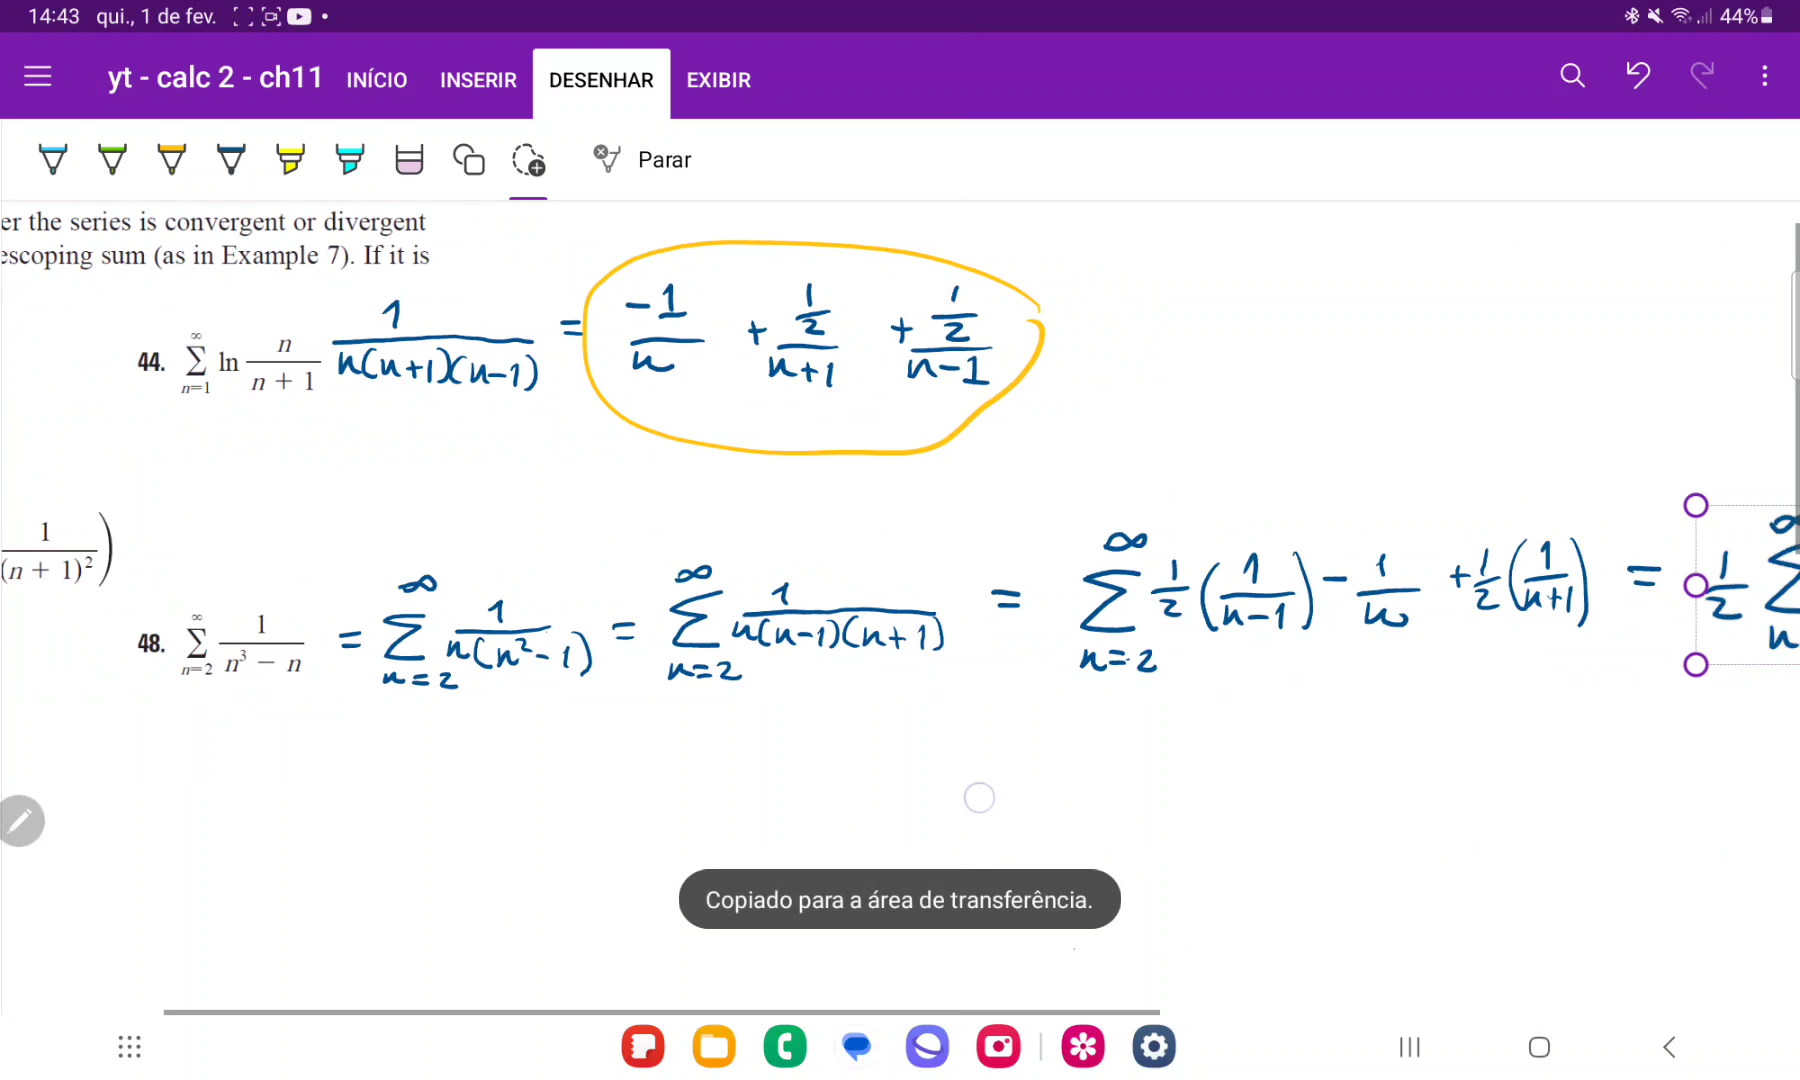 14:43 qui., 1 de fev. 44%
yt - calc 2 - ch11 INÍCIO INSERIR DESENHAR EXIBIR
Parar
er the series is convergent or divergent
escoping sum (as in Example 7). If it is
44. ∞ ∑ n=1 ln n/(n + 1) 1/(n(n+1)(n-1)) = -1/n + (1/2)/(n+1) + (1/2)/(n-1)
1/(n + 1)² )
48. ∞ ∑ n=2 1/(n³ − n) = ∞ ∑ n=2 1/(n(n²-1)) = ∞ ∑ n=2 1/(n(n-1)(n+1)) = ∞ ∑ n=2 1/2 (1/(n-1)) - 1/n + 1/2 (1/(n+1)) = 1/2 ∞ ∑ n
Copiado para a área de transferência.